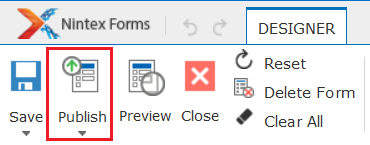 Nintex Forms
DESIGNER
Save
Publish
Preview
Close
Reset
Delete Form
Clear All